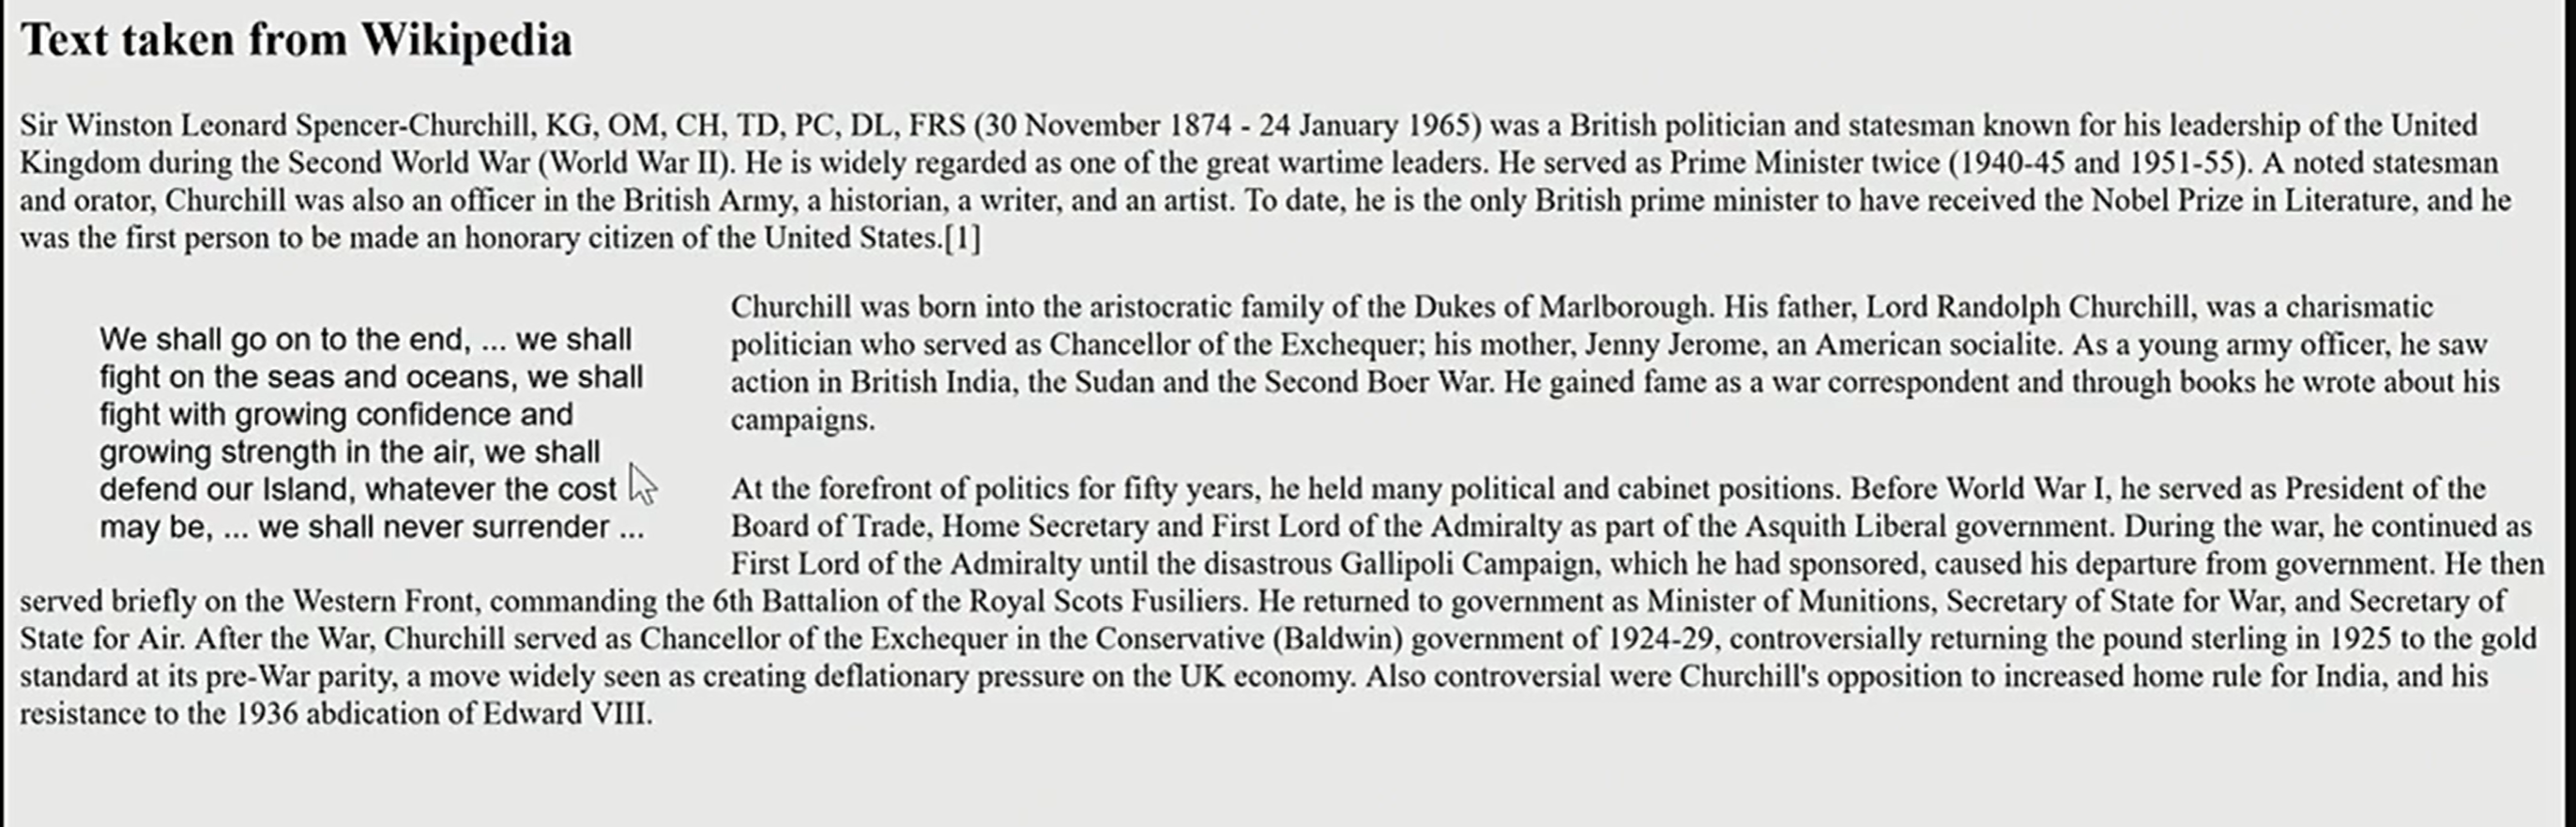 Text taken from Wikipedia
Sir Winston Leonard Spencer-Churchill, KG, OM, CH, TD, PC, DL, FRS (30 November 1874 - 24 January 1965) was a British politician and statesman known for his leadership of the United
Kingdom during the Second World War (World War II). He is widely regarded as one of the great wartime leaders. He served as Prime Minister twice (1940-45 and 1951-55). A noted statesman
and orator, Churchill was also an officer in the British Army, a historian, a writer, and an artist. To date, he is the only British prime minister to have received the Nobel Prize in Literature, and he
was the first person to be made an honorary citizen of the United States.[1]
We shall go on to the end, ... we shall
fight on the seas and oceans, we shall
fight with growing confidence and
growing strength in the air, we shall
defend our Island, whatever the cost
may be, ... we shall never surrender ...
Churchill was born into the aristocratic family of the Dukes of Marlborough. His father, Lord Randolph Churchill, was a charismatic
politician who served as Chancellor of the Exchequer; his mother, Jenny Jerome, an American socialite. As a young army officer, he saw
action in British India, the Sudan and the Second Boer War. He gained fame as a war correspondent and through books he wrote about his
campaigns.
At the forefront of politics for fifty years, he held many political and cabinet positions. Before World War I, he served as President of the
Board of Trade, Home Secretary and First Lord of the Admiralty as part of the Asquith Liberal government. During the war, he continued as
First Lord of the Admiralty until the disastrous Gallipoli Campaign, which he had sponsored, caused his departure from government. He then
served briefly on the Western Front, commanding the 6th Battalion of the Royal Scots Fusiliers. He returned to government as Minister of Munitions, Secretary of State for War, and Secretary of
State for Air. After the War, Churchill served as Chancellor of the Exchequer in the Conservative (Baldwin) government of 1924-29, controversially returning the pound sterling in 1925 to the gold
standard at its pre-War parity, a move widely seen as creating deflationary pressure on the UK economy. Also controversial were Churchill's opposition to increased home rule for India, and his
resistance to the 1936 abdication of Edward VIII.